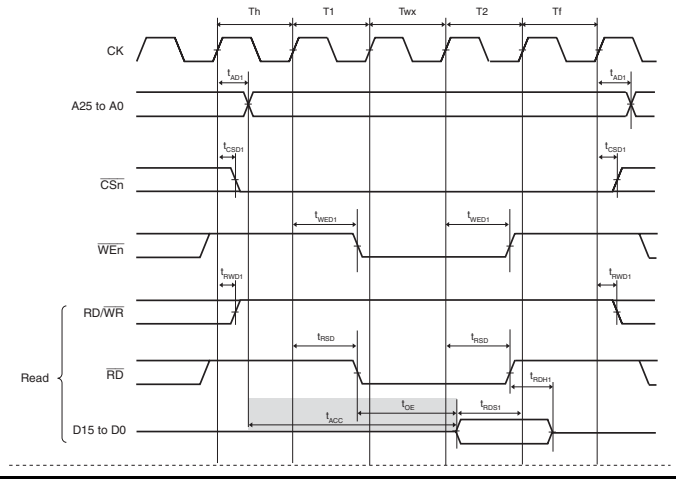 Th T1 Twx T2 Tf
CK
tAD1 tAD1
A25 to A0
tCSD1 tCSD1
CSn
tWED1 tWED1
WEn
tRWD1 tRWD1
RD/WR
tRSD tRSD
Read
RD
tRDH1
tOE tRDS1
tACC
D15 to D0